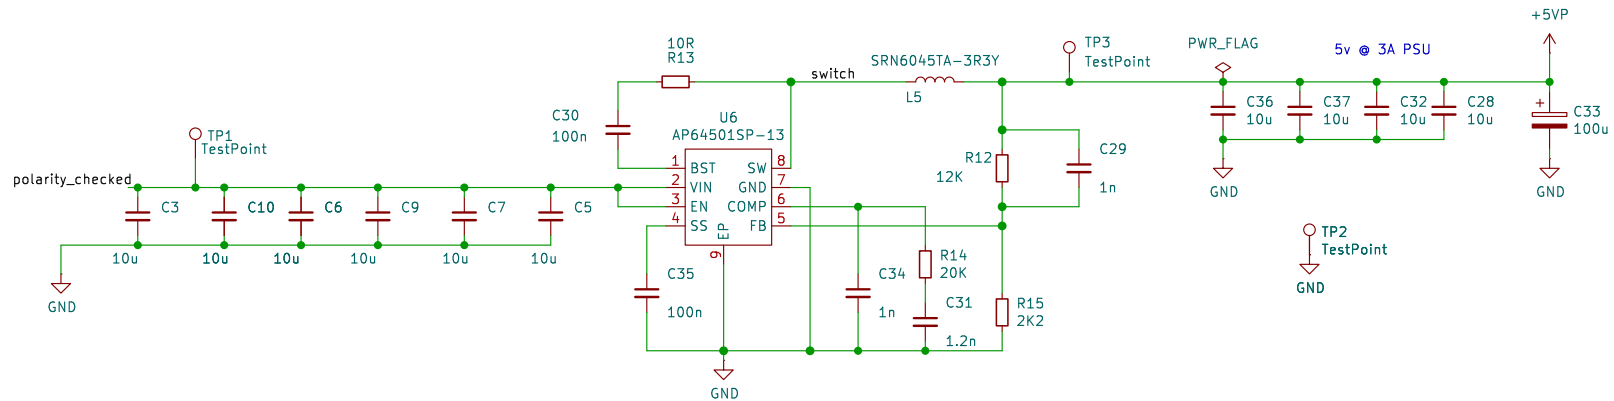 +5VP
10R
R13
TP3
TestPoint
PWR_FLAG
5v @ 3A PSU
switch
SRN6045TA-3R3Y
L5
C30
100n
U6
AP64501SP-13
C36
10u
C37
10u
C32
10u
C28
10u
+
C33
100u
TP1
TestPoint
polarity_checked
1
BST
SW
8
2
VIN
GND
7
3
EN
COMP
6
4
SS
FB
5
EP
9
R12
12K
C29
1n
GND
GND
C3
C10
C6
C9
C7
C5
10u
10u
10u
10u
10u
10u
GND
TP2
TestPoint
GND
C35
100n
C34
1n
R14
20K
C31
1.2n
R15
2K2
GND